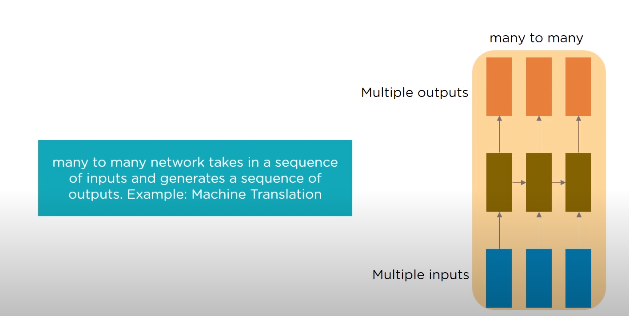 many to many
Multiple outputs
many to many network takes in a sequence
of inputs and generates a sequence of
outputs. Example: Machine Translation
Multiple inputs